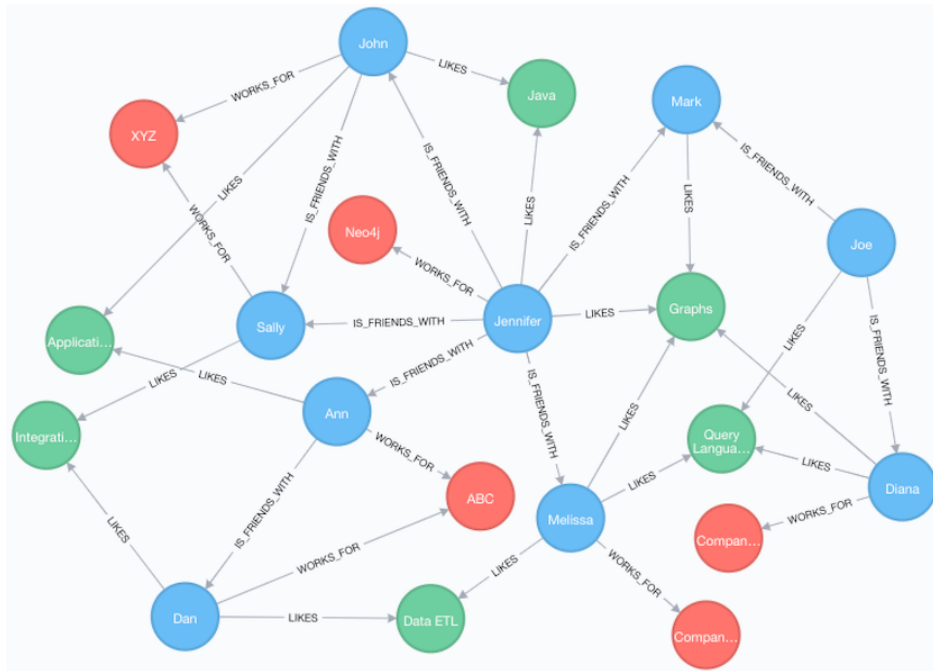 John
LIKES
WORKS_FOR
Java
Mark
XYZ
IS_FRIENDS_WITH
IS_FRIENDS_WITH
IS_FRIENDS_WITH
IS_FRIENDS_WITH
LIKES
WORKS_FOR
LIKES
LIKES
Neo4j
WORKS_FOR
Joe
Sally
IS_FRIENDS_WITH
Jennifer
LIKES
Graphs
Applicati…
LIKES
LIKES
IS_FRIENDS_WITH
IS_FRIENDS_WITH
LIKES
IS_FRIENDS_WITH
Ann
LIKES
LIKES
Integrati…
WORKS_FOR
Query
Langua…
LIKES
LIKES
IS_FRIENDS_WITH
ABC
Melissa
Diana
WORKS_FOR
Compan…
LIKES
WORKS_FOR
LIKES
WORKS_FOR
Dan
LIKES
Data ETL
Compan…